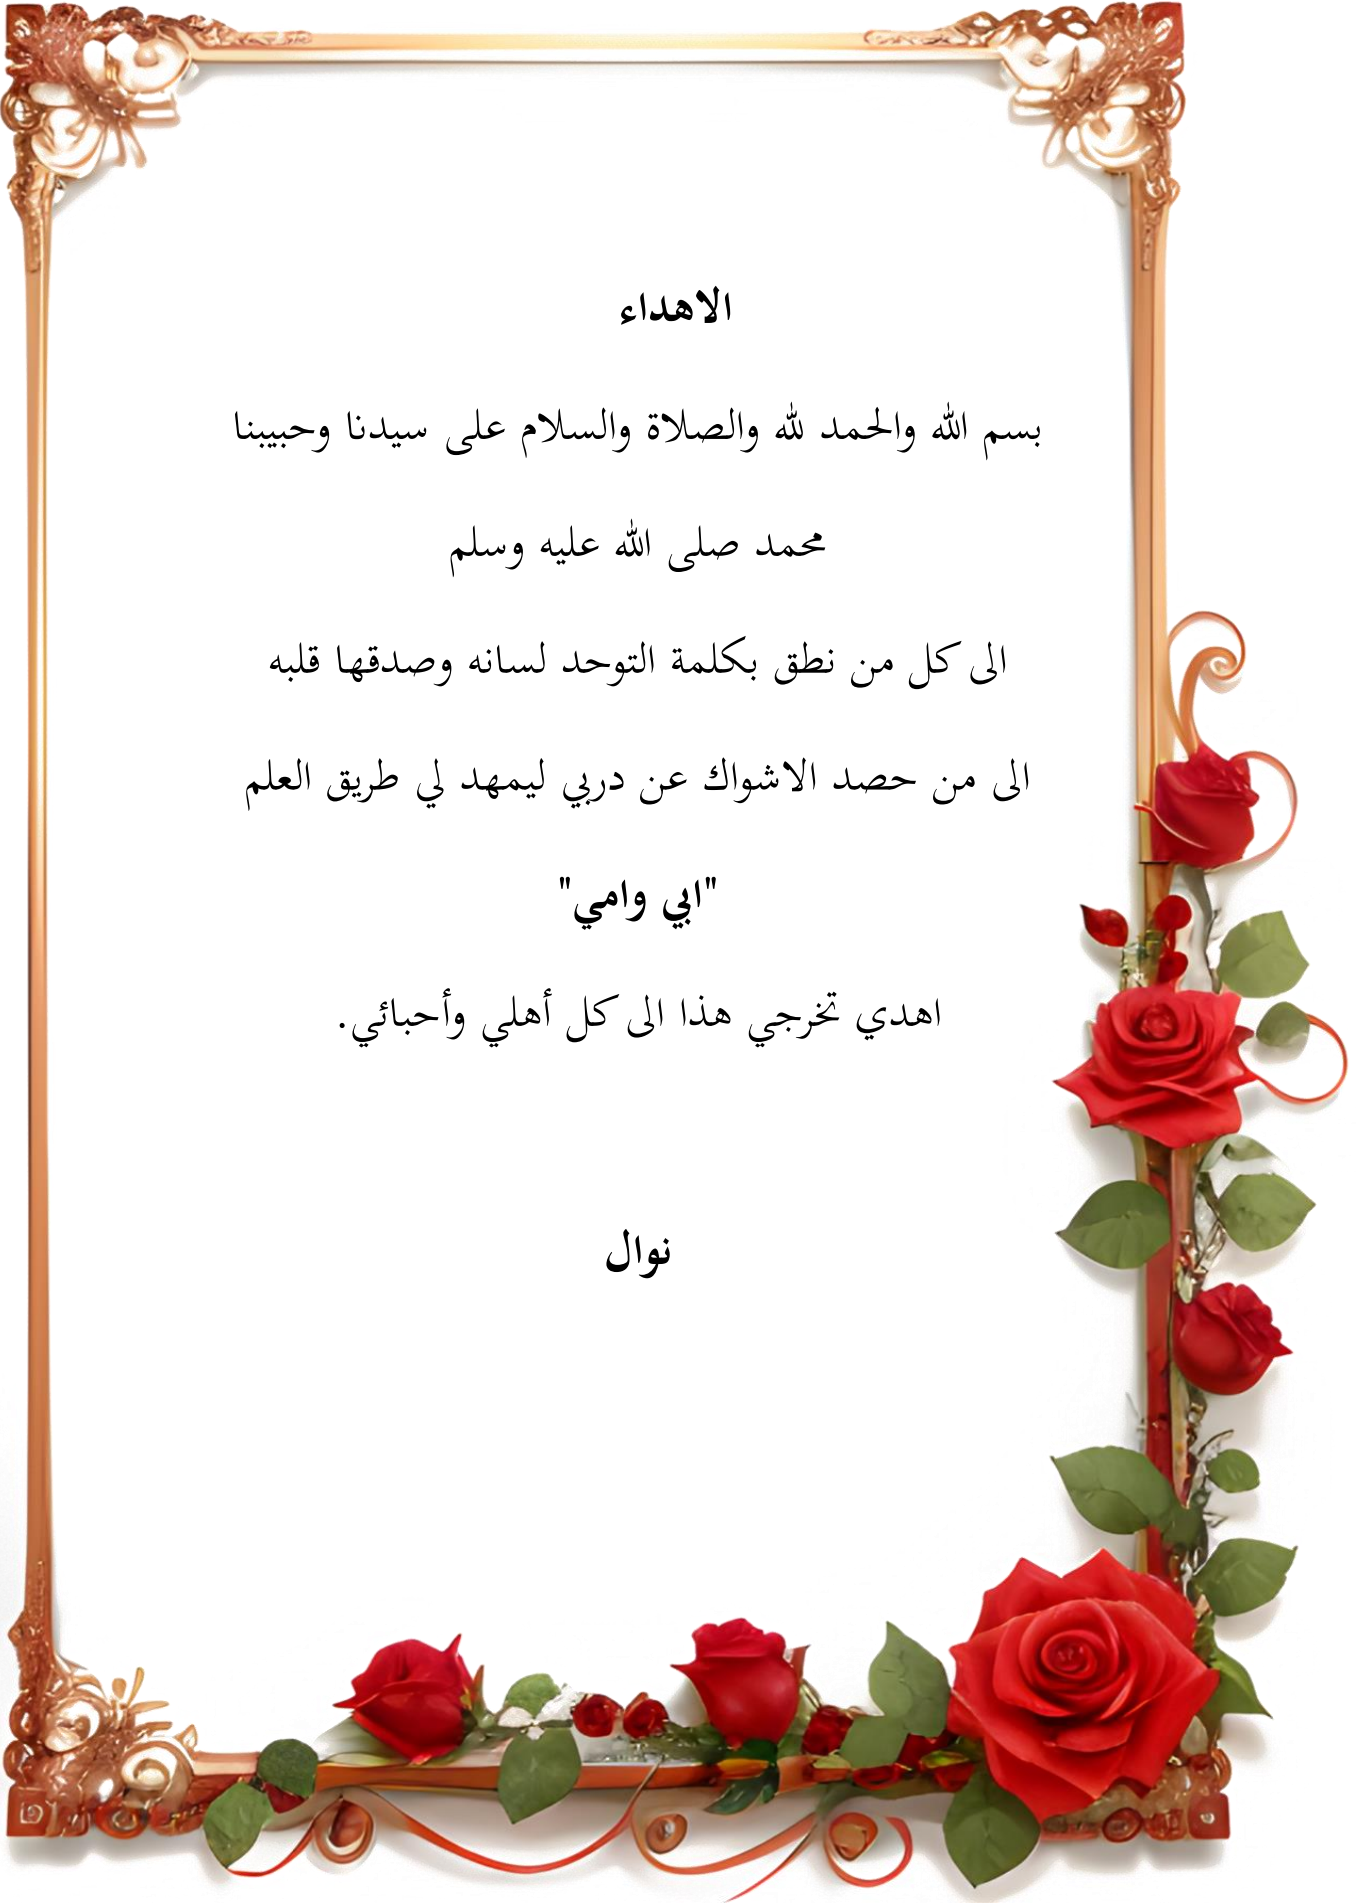 الاهداء
بسم الله والحمد لله والصلاة والسلام على سيدنا وحبيبنا
محمد صلى الله عليه وسلم
الى كل من نطق بكلمة التوحد لسانه وصدقها قلبه
الى من حصد الاشواك عن دربي ليمهد لي طريق العلم
"ابي وامي"
اهدي تخرجي هذا الى كل أهلي وأحبائي.
نوال